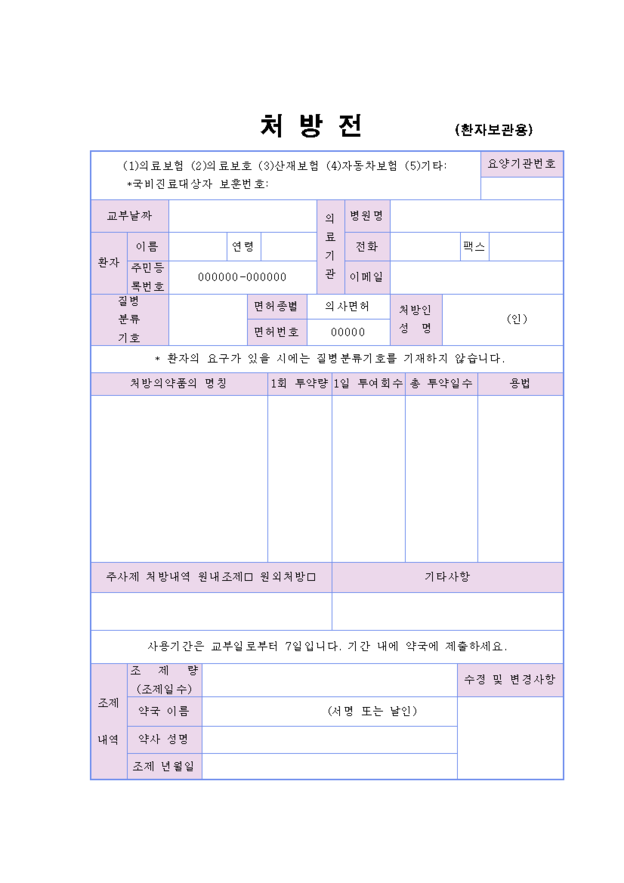 처 방 전 (환자보관용)
(1)의료보험 (2)의료보호 (3)산재보험 (4)자동차보험 (5)기타:
*국비진료대상자 보훈번호:
요양기관번호
교부날짜
의료기관
병원명
환자
이름
연령
전화
팩스
주민등
록번호
000000-000000
이메일
질병
분류
기호
면허종별
의사면허
처방인
성 명
(인)
면허번호
00000
* 환자의 요구가 있을 시에는 질병분류기호를 기재하지 않습니다.
처방의약품의 명칭
1회 투약량
1일 투여회수
총 투약일수
용법
주사제 처방내역 원내조제□ 원외처방□
기타사항
사용기간은 교부일로부터 7일입니다. 기간 내에 약국에 제출하세요.
조제
내역
조 제 량
(조제일수)
수정 및 변경사항
약국 이름
(서명 또는 날인)
약사 성명
조제 년월일